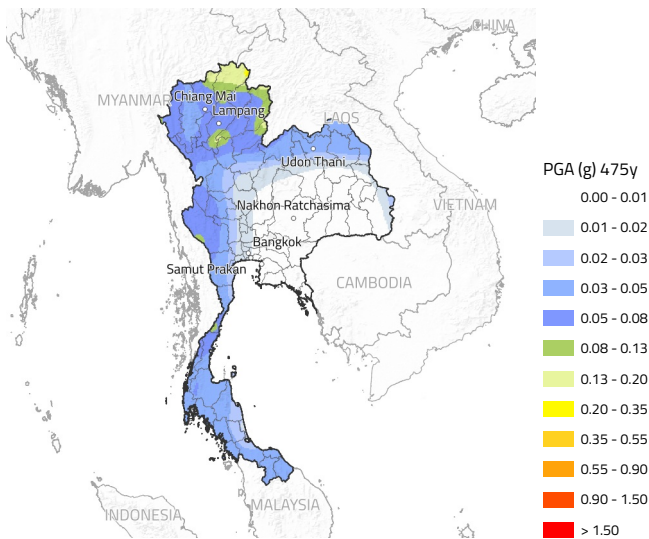 CHINA
MYANMAR
Chiang Mai
Lampang
LAOS
Udon Thani
Nakhon Ratchasima
VIETNAM
Bangkok
Samut Prakan
CAMBODIA
MALAYSIA
INDONESIA
PGA (g) 475y
0.00 - 0.01
0.01 - 0.02
0.02 - 0.03
0.03 - 0.05
0.05 - 0.08
0.08 - 0.13
0.13 - 0.20
0.20 - 0.35
0.35 - 0.55
0.55 - 0.90
0.90 - 1.50
> 1.50